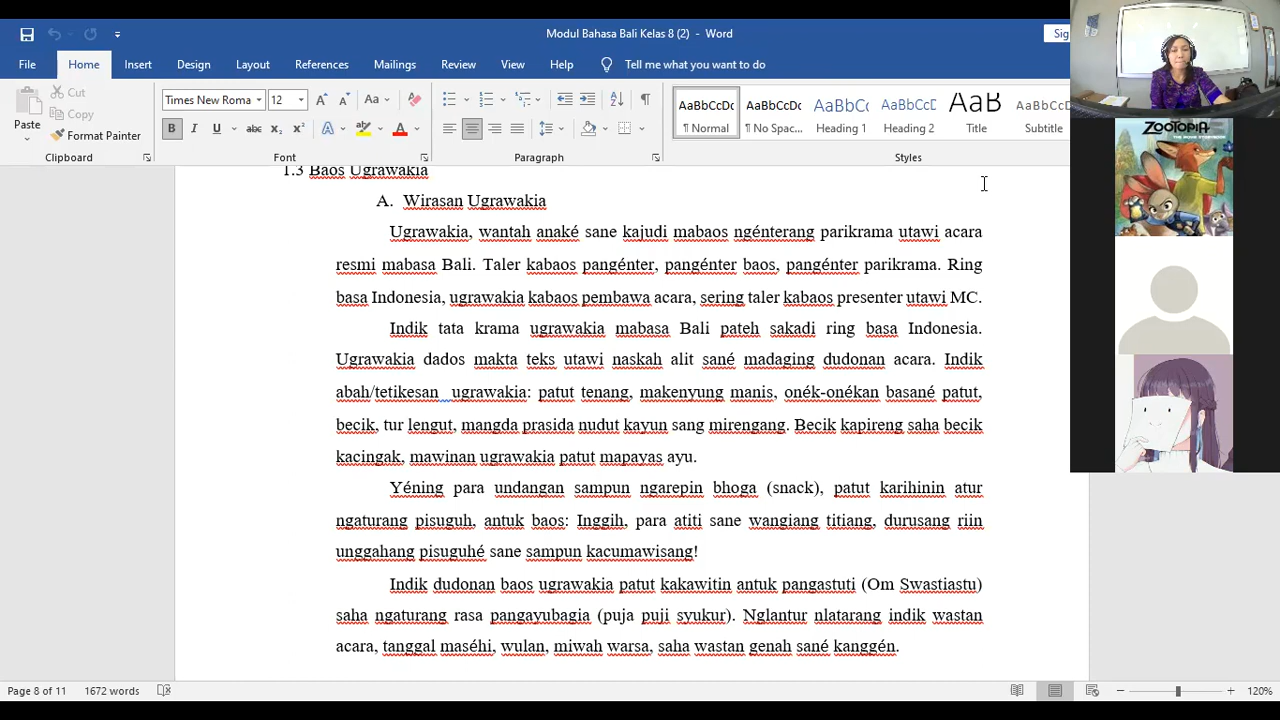 Modul Bahasa Bali Kelas 8 (2) - Word
Sig
File Home Insert Design Layout References Mailings Review View Help Tell me what you want to do
Paste
Cut
Copy
Format Painter
Clipboard
Times New Roma 12
Font
Paragraph
AaBbCcDc AaBbCcDc AaBbCc AaBbCcD AaB AaBbCcD
¶ Normal ¶ No Spac... Heading 1 Heading 2 Title Subtitle
Styles
1.3 Baos Ugrawakia
A. Wirasan Ugrawakia
Ugrawakia, wantah anaké sane kajudi mabaos ngénterang parikrama utawi acara
resmi mabasa Bali. Taler kabaos pangénter, pangénter baos, pangénter parikrama. Ring
basa Indonesia, ugrawakia kabaos pembawa acara, sering taler kabaos presenter utawi MC.
Indik tata krama ugrawakia mabasa Bali pateh sakadi ring basa Indonesia.
Ugrawakia dados makta teks utawi naskah alit sané madaging dudonan acara. Indik
abah/tetikesan ugrawakia: patut tenang, makenyung manis, onék-onékan basané patut,
becik, tur lengut, mangda prasida nudut kayun sang mirengang. Becik kapireng saha becik
kacingak, mawinan ugrawakia patut mapayas ayu.
Yéning para undangan sampun ngarepin bhoga (snack), patut karihinin atur
ngaturang pisuguh, antuk baos: Inggih, para atiti sane wangiang titiang, durusang riin
unggahang pisuguhé sane sampun kacumawisang!
Indik dudonan baos ugrawakia patut kakawitin antuk pangastuti (Om Swastiastu)
saha ngaturang rasa pangayubagia (puja puji syukur). Nglantur nlatarang indik wastan
acara, tanggal maséhi, wulan, miwah warsa, saha wastan genah sané kanggén.
Page 8 of 11 1672 words
120%
ZOOTOPIA